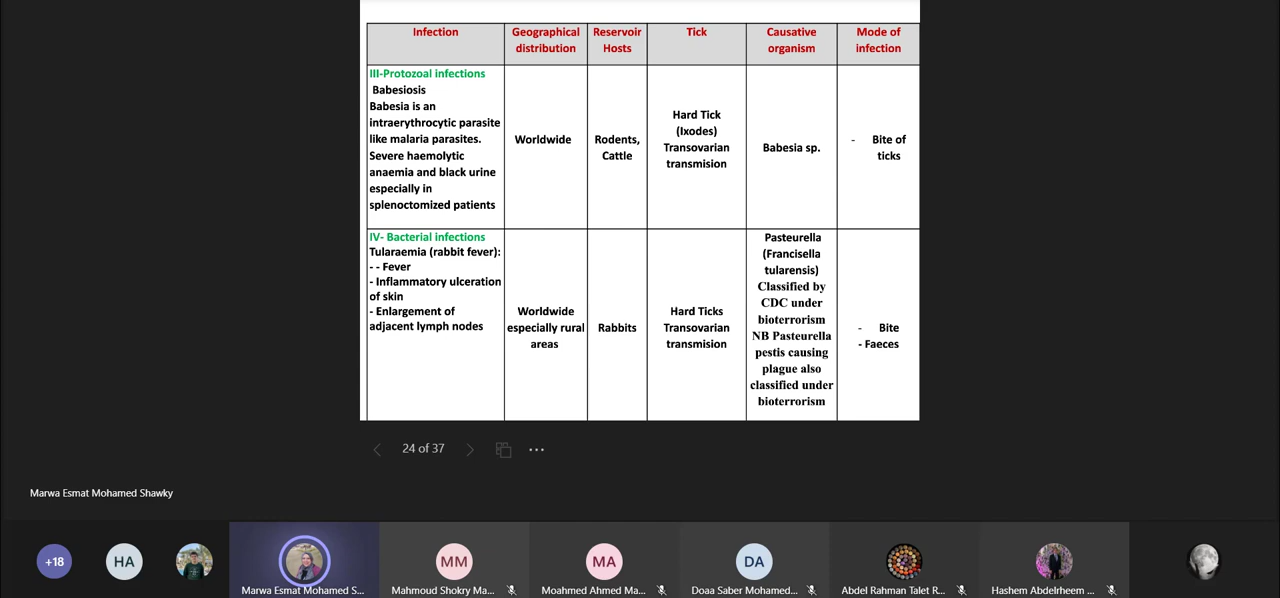 Infection
Geographical
distribution
Reservoir
Hosts
Tick
Causative
organism
Mode of
infection
III-Protozoal infections
Babesiosis
Babesia is an
intraerythrocytic parasite
like malaria parasites.
Severe haemolytic
anaemia and black urine
especially in
splenoctomized patients
Worldwide
Rodents,
Cattle
Hard Tick
(Ixodes)
Transovarian
transmision
Babesia sp.
- Bite of
ticks
IV- Bacterial infections
Tularaemia (rabbit fever):
- - Fever
- Inflammatory ulceration
of skin
- Enlargement of
adjacent lymph nodes
Worldwide
especially rural
areas
Rabbits
Hard Ticks
Transovarian
transmision
Pasteurella
(Francisella
tularensis)
Classified by
CDC under
bioterrorism
NB Pasteurella
pestis causing
plague also
classified under
bioterrorism
- Bite
- Faeces
24 of 37
Marwa Esmat Mohamed Shawky
+18
HA
MM
MA
DA
Marwa Esmat Mohamed S...
Mahmoud Shokry Ma...
Moahmed Ahmed Ma...
Doaa Saber Mohamed...
Abdel Rahman Talet R...
Hashem Abdelrheem ...